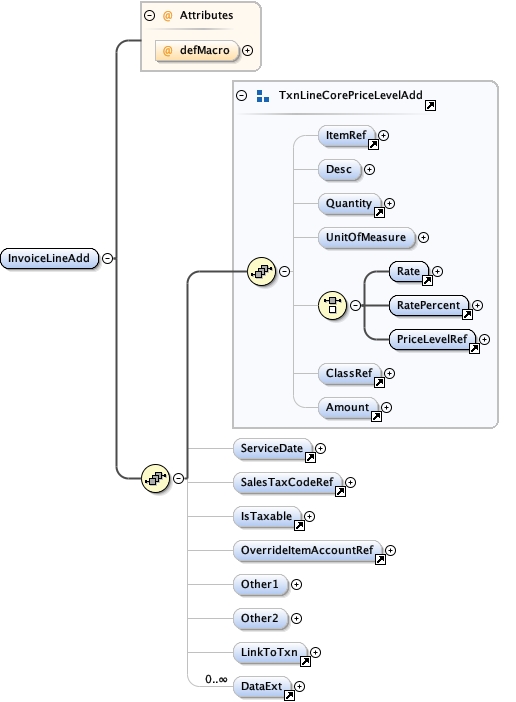 Attributes
@ defMacro
TxnLineCorePriceLevelAdd
ItemRef
Desc
Quantity
UnitOfMeasure
InvoiceLineAdd
Rate
RatePercent
PriceLevelRef
ClassRef
Amount
ServiceDate
SalesTaxCodeRef
IsTaxable
OverrideItemAccountRef
Other1
Other2
LinkToTxn
0..∞ DataExt